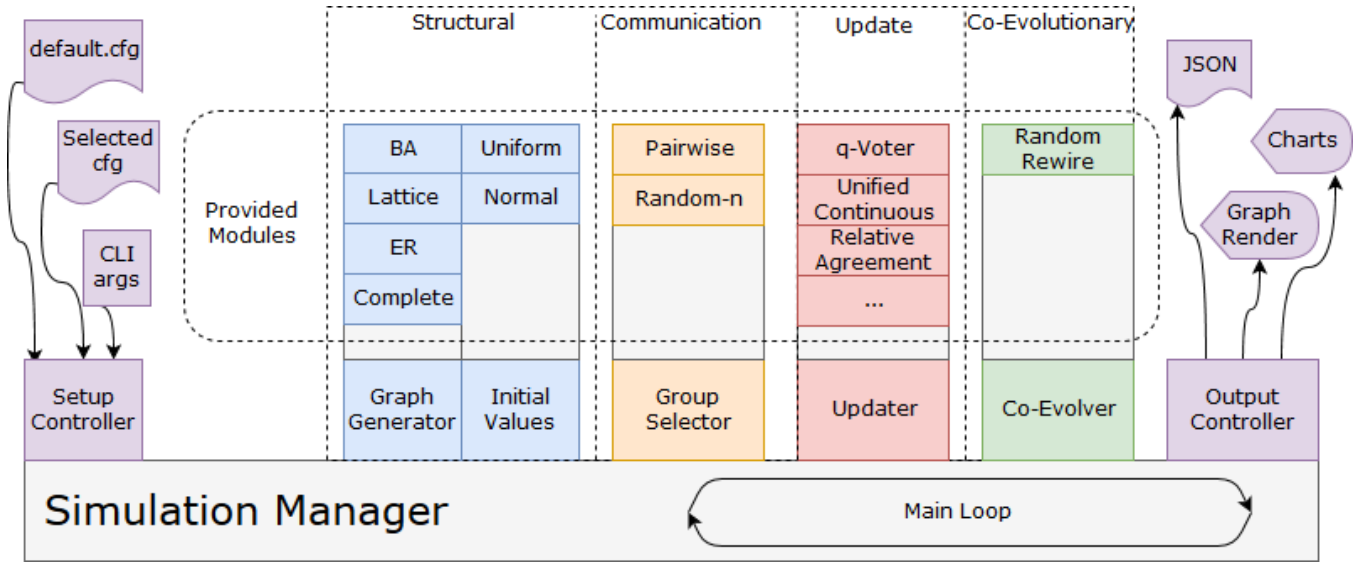 Structural
Communication
Update
Co-Evolutionary
default.cfg
Selected
cfg
CLI
args
JSON
Charts
Graph
Render
Provided
Modules
BA
Uniform
Lattice
Normal
ER
Complete
Pairwise
Random-n
q-Voter
Unified
Continuous
Relative
Agreement
...
Random
Rewire
Setup
Controller
Graph
Generator
Initial
Values
Group
Selector
Updater
Co-Evolver
Output
Controller
Simulation Manager
Main Loop